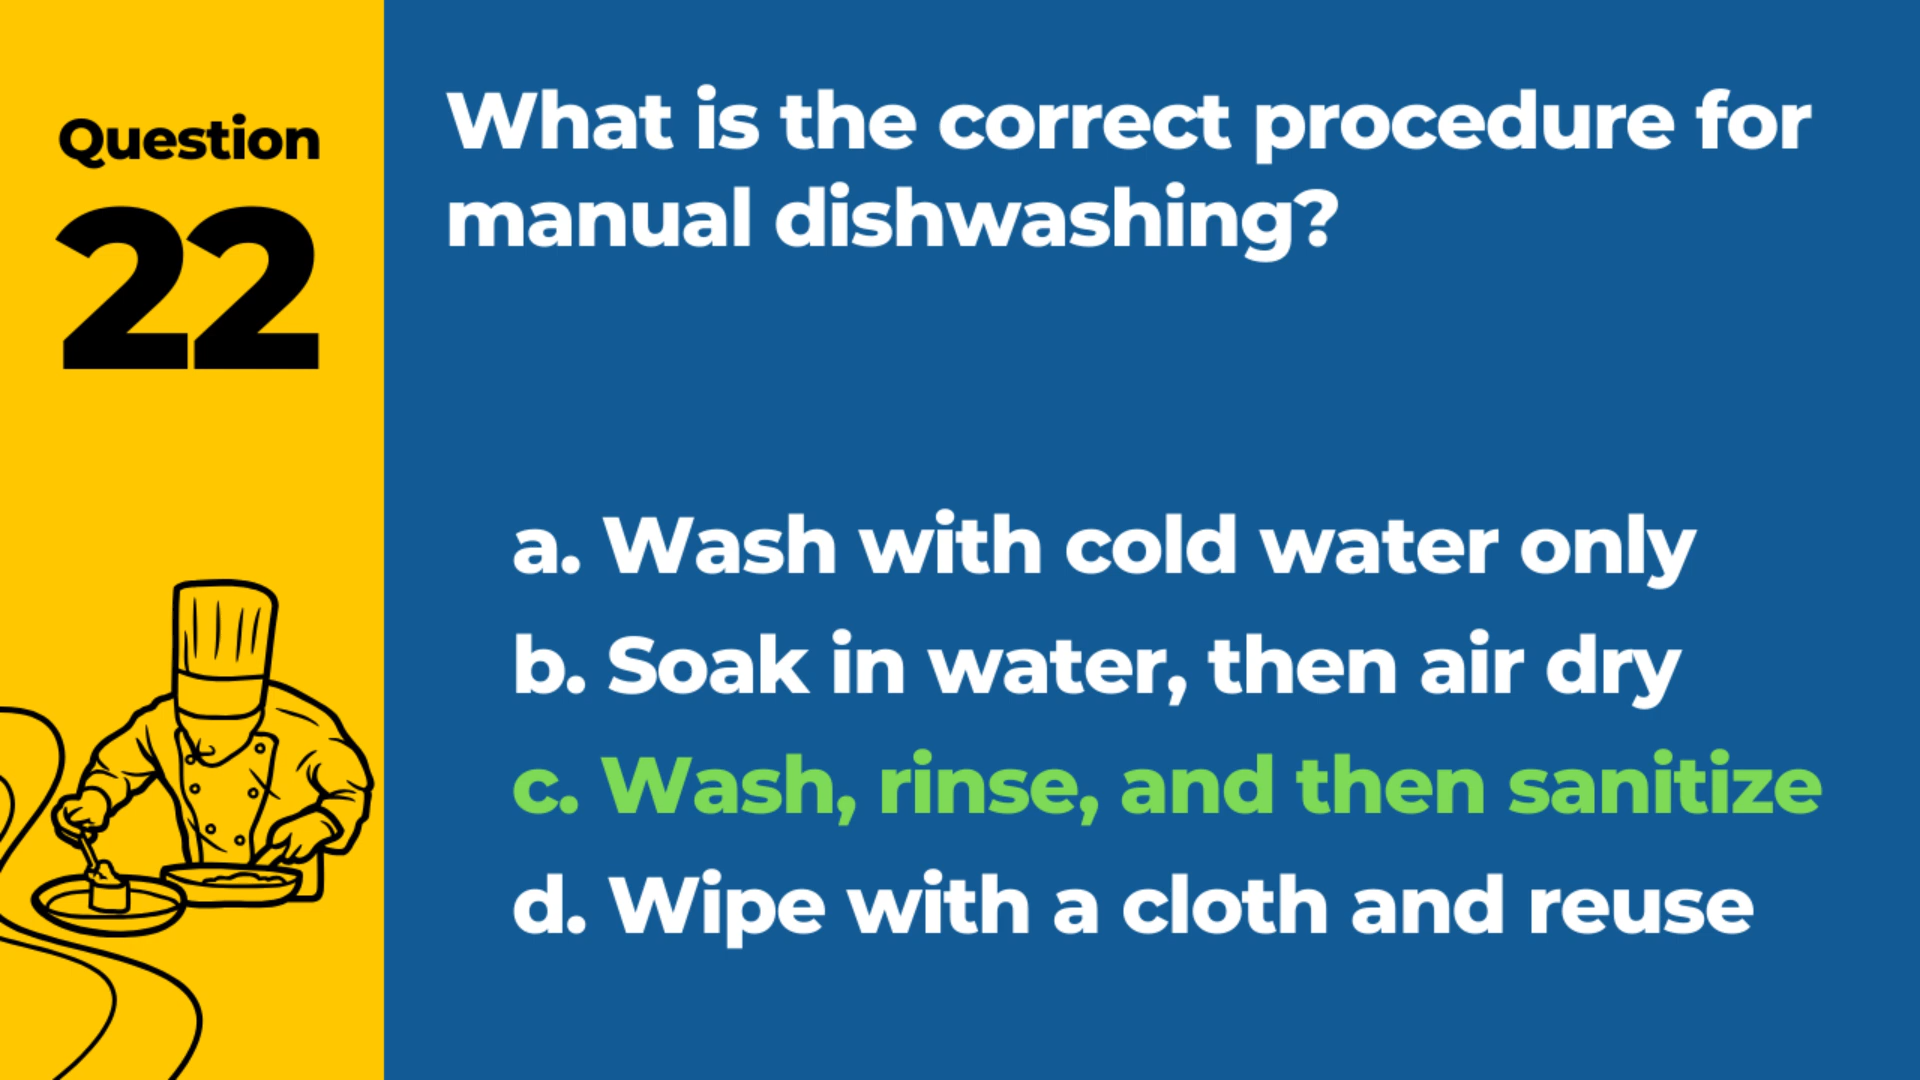 Question
22
What is the correct procedure for
manual dishwashing?
a. Wash with cold water only
b. Soak in water, then air dry
c. Wash, rinse, and then sanitize
d. Wipe with a cloth and reuse